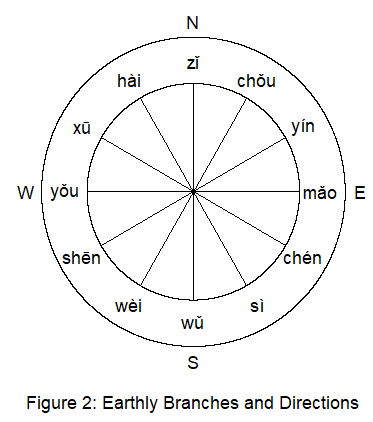 N
zǐ
hài chǒu
xū yín
W yǒu mǎo E
shēn chén
wèi sì
wǔ
S
Figure 2: Earthly Branches and Directions